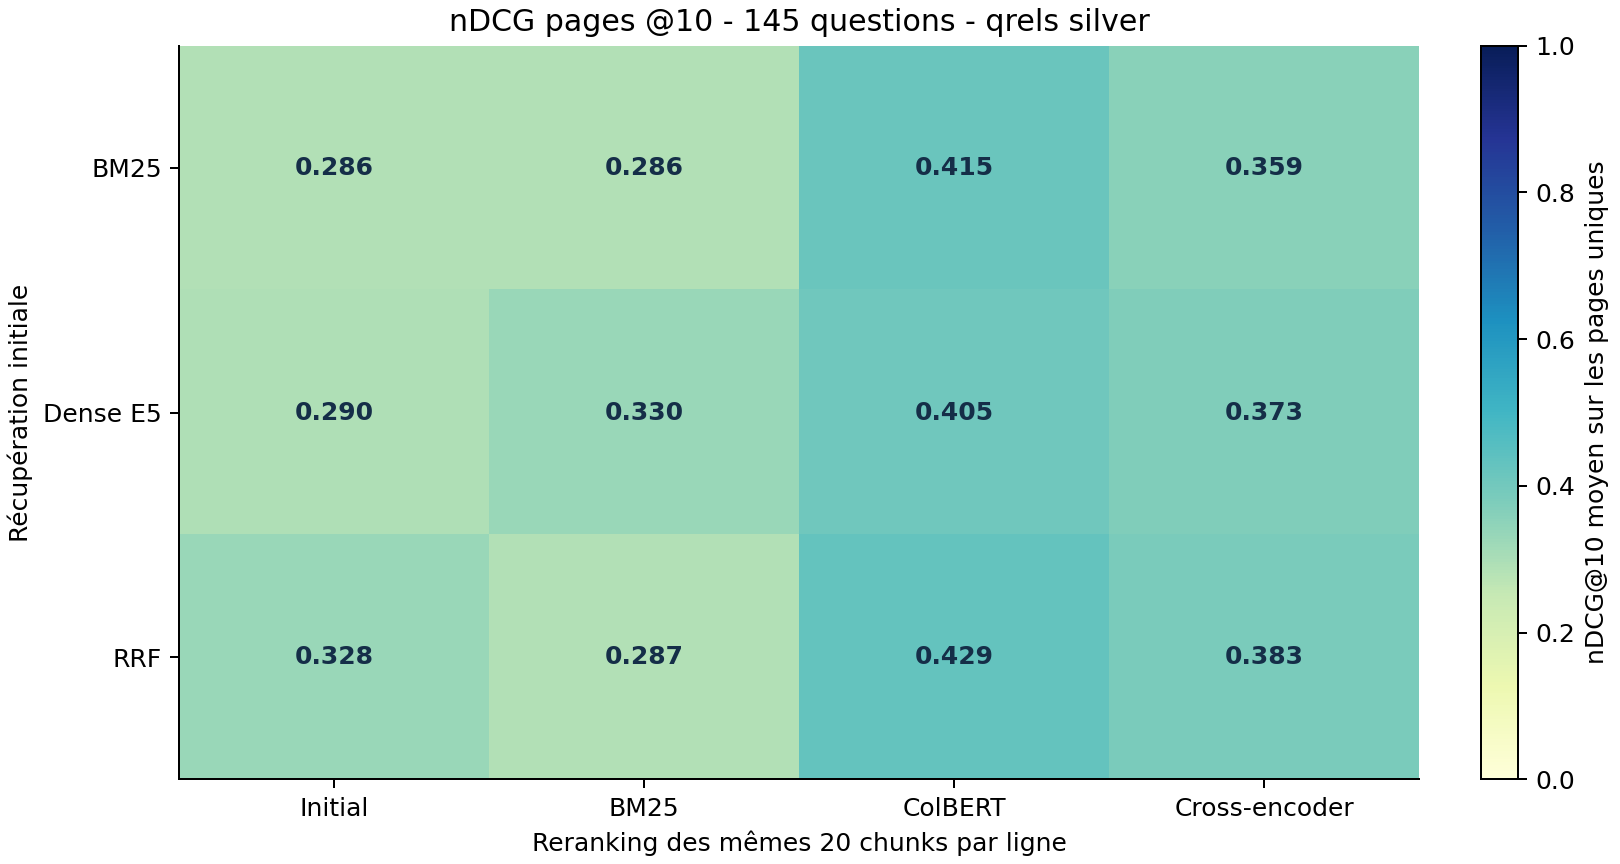 nDCG pages @10 - 145 questions - qrels silver
Récupération initiale
BM25
0.286
0.286
0.415
0.359
Dense E5
0.290
0.330
0.405
0.373
RRF
0.328
0.287
0.429
0.383
Initial
BM25
ColBERT
Cross-encoder
Reranking des mêmes 20 chunks par ligne
1.0
0.8
0.6
0.4
0.2
0.0
nDCG@10 moyen sur les pages uniques